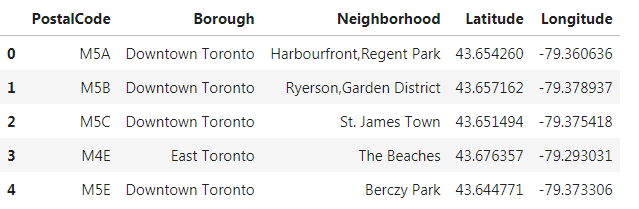 PostalCode Borough Neighborhood Latitude Longitude
0 M5A Downtown Toronto Harbourfront,Regent Park 43.654260 -79.360636
1 M5B Downtown Toronto Ryerson,Garden District 43.657162 -79.378937
2 M5C Downtown Toronto St. James Town 43.651494 -79.375418
3 M4E East Toronto The Beaches 43.676357 -79.293031
4 M5E Downtown Toronto Berczy Park 43.644771 -79.373306